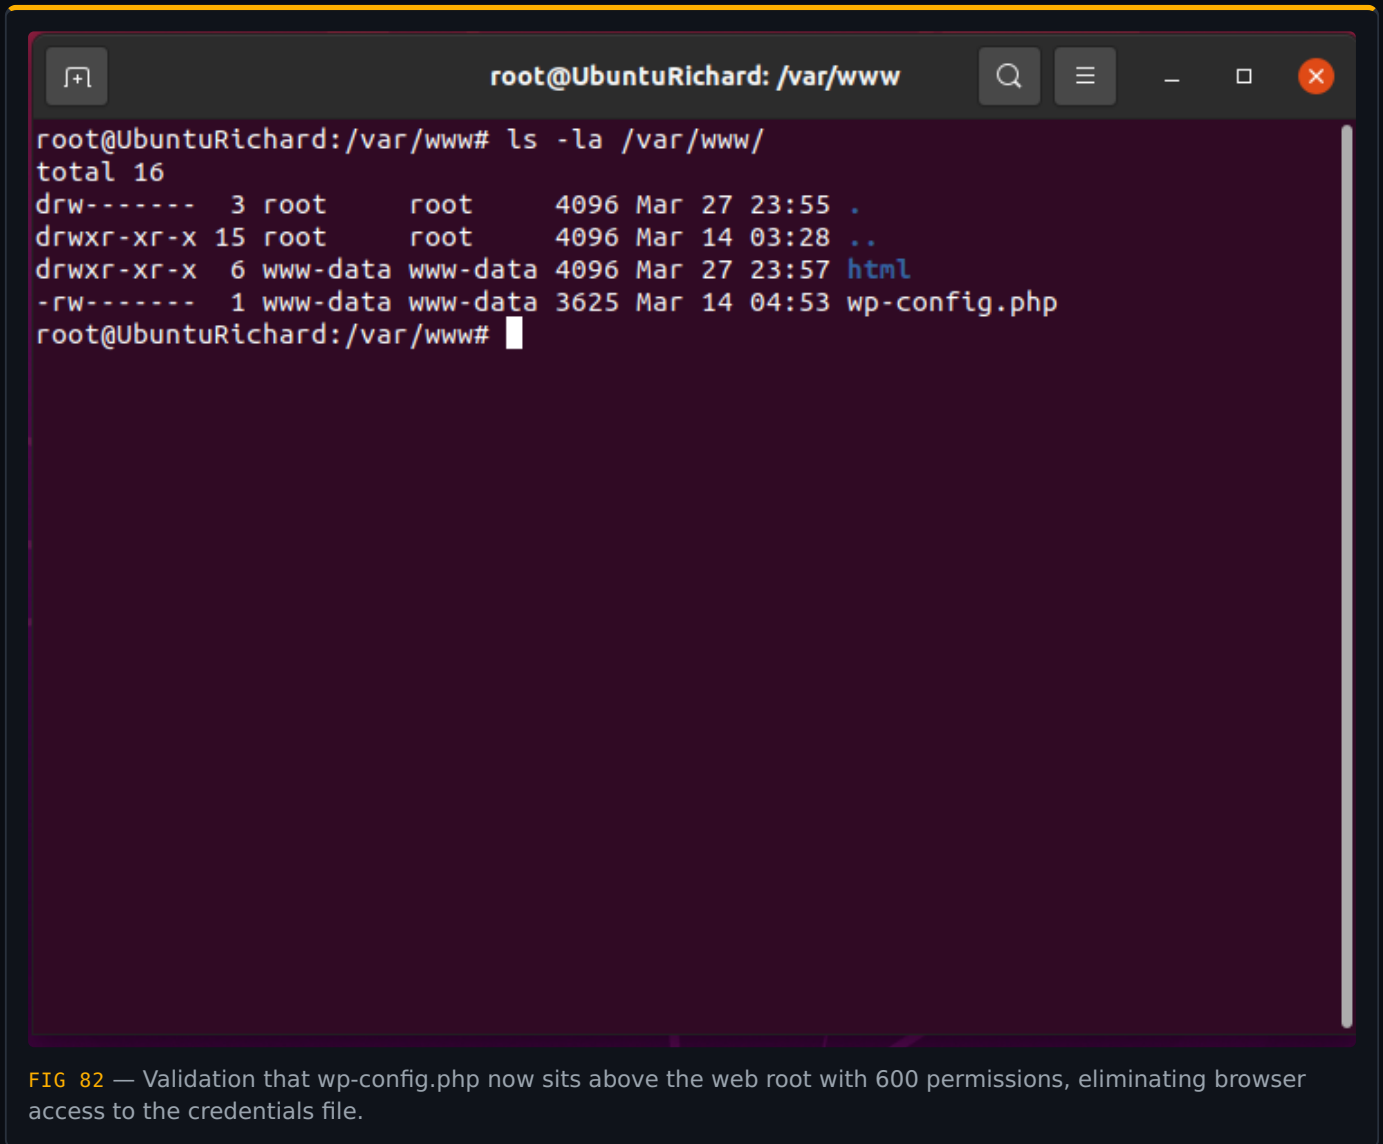 root@UbuntuRichard: /var/www
root@UbuntuRichard:/var/www# ls -la /var/www/
total 16
drw-------  3 root     root     4096 Mar 27 23:55 .
drwxr-xr-x 15 root     root     4096 Mar 14 03:28 ..
drwxr-xr-x  6 www-data www-data 4096 Mar 27 23:57 html
-rw-------  1 www-data www-data 3625 Mar 14 04:53 wp-config.php
root@UbuntuRichard:/var/www#
FIG 82 — Validation that wp-config.php now sits above the web root with 600 permissions, eliminating browser
access to the credentials file.